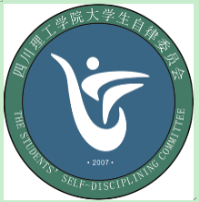 四川理工学院大学生自律委员会
• 2007 •
THE STUDENTS' SELF-DISCIPLINING COMMITTEE